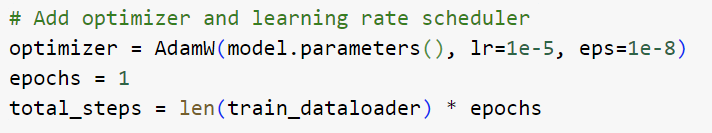 # Add optimizer and learning rate scheduler
optimizer = AdamW(model.parameters(), lr=1e-5, eps=1e-8)
epochs = 1
total_steps = len(train_dataloader) * epochs